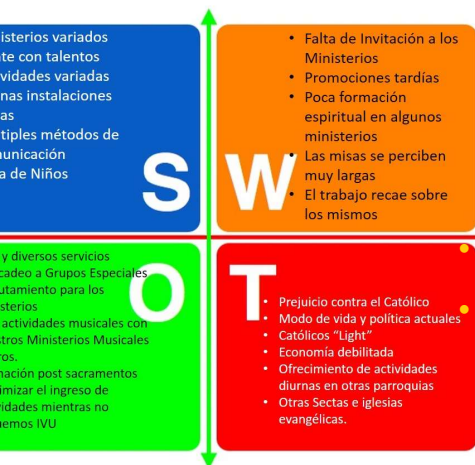 isterios variados
te con talentos
vidades variadas
nas instalaciones
as
tiples métodos de
nunicación
a de Niños
S
• Falta de Invitación a los
Ministerios
• Promociones tardías
• Poca formación
espiritual en algunos
ministerios
• Las misas se perciben
muy largas
• El trabajo recae sobre
los mismos
W
y diversos servicios
cadeo a Grupos Especiales
utamiento para los
sterios
actividades musicales con
stros Ministerios Musicales
ros.
nación post sacramentos
imizar el ingreso de
vidades mientras no
uemos IVU
O
T
• Prejuicio contra el Católico
• Modo de vida y política actuales
• Católicos “Light”
• Economía debilitada
• Ofrecimiento de actividades
diurnas en otras parroquias
• Otras Sectas e iglesias
evangélicas.